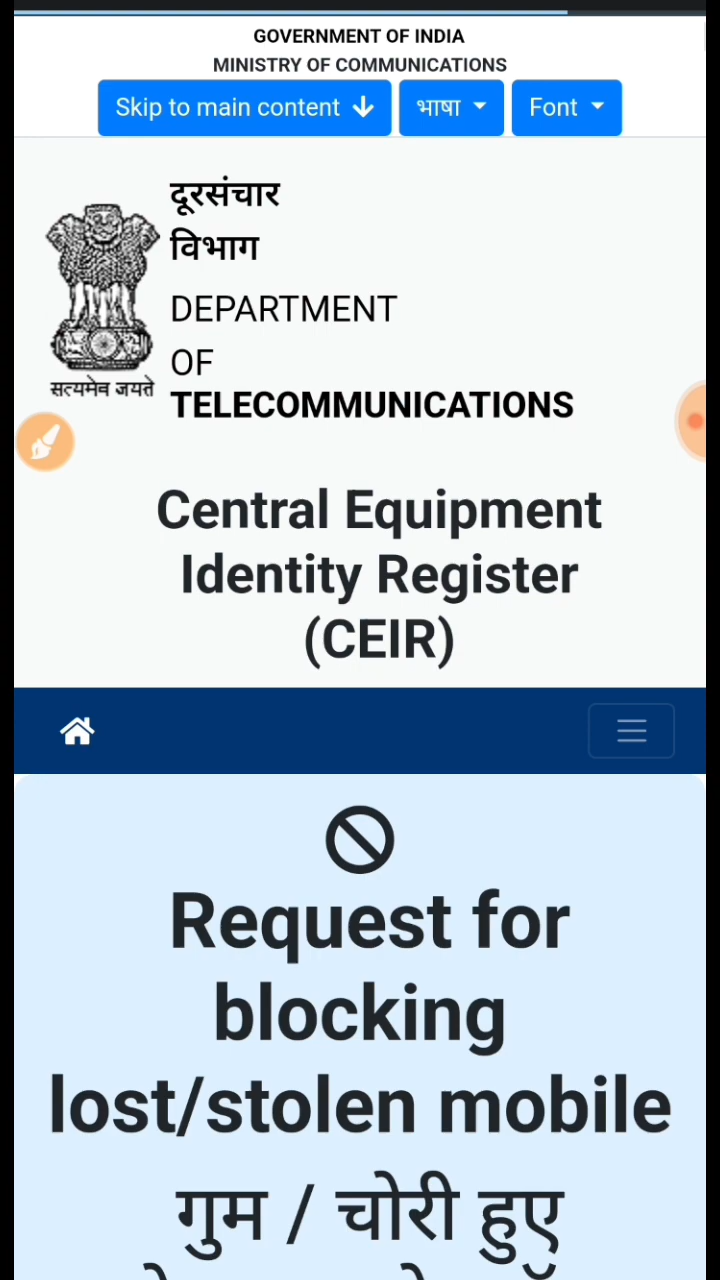 GOVERNMENT OF INDIA
MINISTRY OF COMMUNICATIONS
Skip to main content भाषा Font
दूरसंचार
विभाग
DEPARTMENT
OF
TELECOMMUNICATIONS
सत्यमेव जयते
Central Equipment
Identity Register
(CEIR)
Request for
blocking
lost/stolen mobile
गुम / चोरी हुए